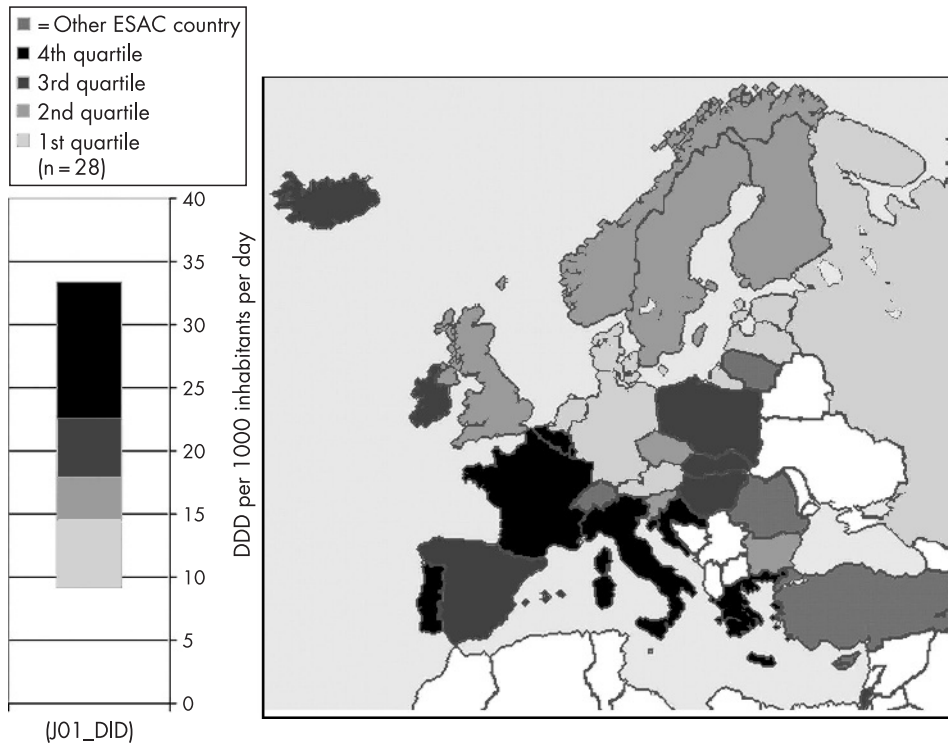 = Other ESAC country
4th quartile
3rd quartile
2nd quartile
1st quartile
(n = 28)
40
35
30
25
20
15
10
5
0
DDD per 1000 inhabitants per day
(J01_DID)